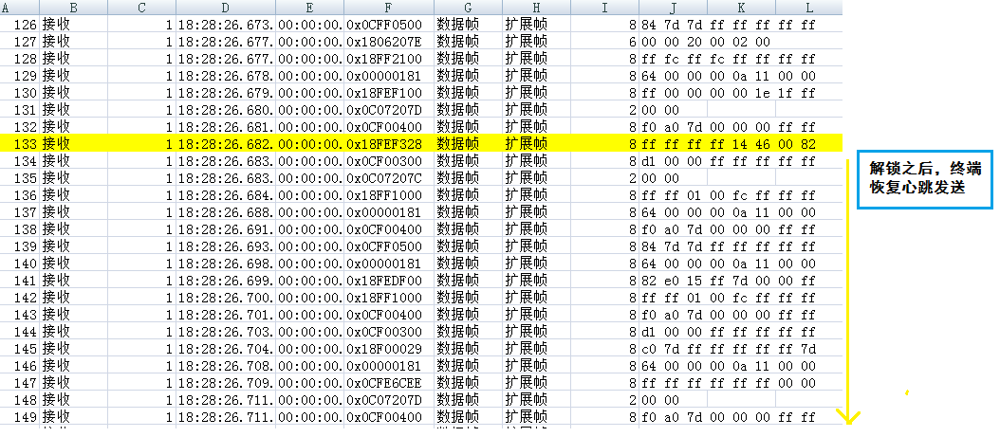 A B C D E F G H I J K L
126 接收 1 18:28:26.673. 00:00:00. 0x0CFF0500 数据帧 扩展帧 8 84 7d 7d ff ff ff ff ff
127 接收 1 18:28:26.677. 00:00:00. 0x1806207E 数据帧 扩展帧 6 00 00 20 00 02 00
128 接收 1 18:28:26.677. 00:00:00. 0x18FF2100 数据帧 扩展帧 8 ff fc ff fc ff ff ff ff
129 接收 1 18:28:26.678. 00:00:00. 0x00000181 数据帧 扩展帧 8 64 00 00 00 0a 11 00 00
130 接收 1 18:28:26.679. 00:00:00. 0x18FEF100 数据帧 扩展帧 8 ff 00 00 00 00 1e 1f ff
131 接收 1 18:28:26.680. 00:00:00. 0x0C07207D 数据帧 扩展帧 2 00 00
132 接收 1 18:28:26.681. 00:00:00. 0x0CF00400 数据帧 扩展帧 8 f0 a0 7d 00 00 00 ff ff
133 接收 1 18:28:26.682. 00:00:00. 0x18FEF328 数据帧 扩展帧 8 ff ff ff ff 14 46 00 82
134 接收 1 18:28:26.683. 00:00:00. 0x0CF00300 数据帧 扩展帧 8 d1 00 00 ff ff ff ff ff
135 接收 1 18:28:26.683. 00:00:00. 0x0C07207C 数据帧 扩展帧 2 00 00
136 接收 1 18:28:26.684. 00:00:00. 0x18FF1000 数据帧 扩展帧 8 ff ff 01 00 fc ff ff ff
137 接收 1 18:28:26.688. 00:00:00. 0x00000181 数据帧 扩展帧 8 64 00 00 00 0a 11 00 00
138 接收 1 18:28:26.691. 00:00:00. 0x0CF00400 数据帧 扩展帧 8 f0 a0 7d 00 00 00 ff ff
139 接收 1 18:28:26.693. 00:00:00. 0x0CFF0500 数据帧 扩展帧 8 84 7d 7d ff ff ff ff ff
140 接收 1 18:28:26.698. 00:00:00. 0x00000181 数据帧 扩展帧 8 64 00 00 00 0a 11 00 00
141 接收 1 18:28:26.699. 00:00:00. 0x18FEDF00 数据帧 扩展帧 8 82 e0 15 ff 7d 00 00 ff
142 接收 1 18:28:26.700. 00:00:00. 0x18FF1000 数据帧 扩展帧 8 ff ff 01 00 fc ff ff ff
143 接收 1 18:28:26.701. 00:00:00. 0x0CF00400 数据帧 扩展帧 8 f0 a0 7d 00 00 00 ff ff
144 接收 1 18:28:26.703. 00:00:00. 0x0CF00300 数据帧 扩展帧 8 d1 00 00 ff ff ff ff ff
145 接收 1 18:28:26.704. 00:00:00. 0x18F00029 数据帧 扩展帧 8 c0 7d ff ff ff ff ff 7d
146 接收 1 18:28:26.708. 00:00:00. 0x00000181 数据帧 扩展帧 8 64 00 00 00 0a 11 00 00
147 接收 1 18:28:26.709. 00:00:00. 0x0CFE6CEE 数据帧 扩展帧 8 ff ff ff ff ff ff 00 00
148 接收 1 18:28:26.711. 00:00:00. 0x0C07207D 数据帧 扩展帧 2 00 00
149 接收 1 18:28:26.711. 00:00:00. 0x0CF00400 数据帧 扩展帧 8 f0 a0 7d 00 00 00 ff ff
解锁之后，终端
恢复心跳发送